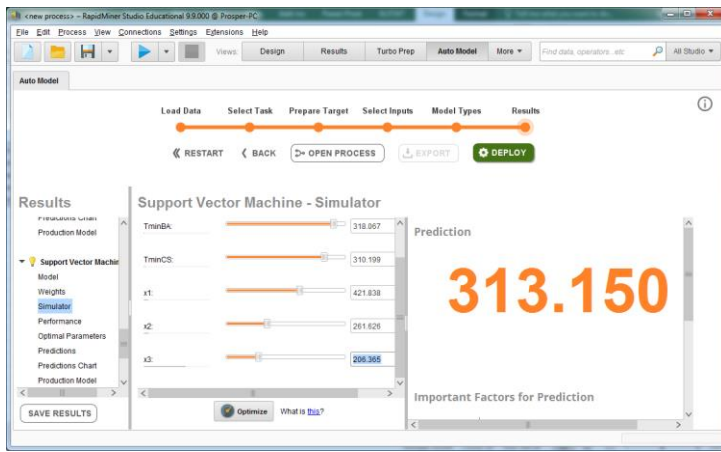 <new process> – RapidMiner Studio Educational 9.9.000 @ Prosper-PC
File Edit Process View Connections Settings Extensions Help
Views: Design Results Turbo Prep Auto Model More Find data, operators...etc All Studio
Auto Model
Load Data Select Task Prepare Target Select Inputs Model Types Results
RESTART BACK OPEN PROCESS EXPORT DEPLOY
Results
Predictions Chart
Production Model
Support Vector Machin
Model
Weights
Simulator
Performance
Optimal Parameters
Predictions
Predictions Chart
Production Model
SAVE RESULTS
Support Vector Machine - Simulator
TminBA: 318.067
TminCS: 310.199
x1: 421.838
x2: 261.626
x3: 206.365
Optimize What is this?
Prediction
313.150
Important Factors for Prediction